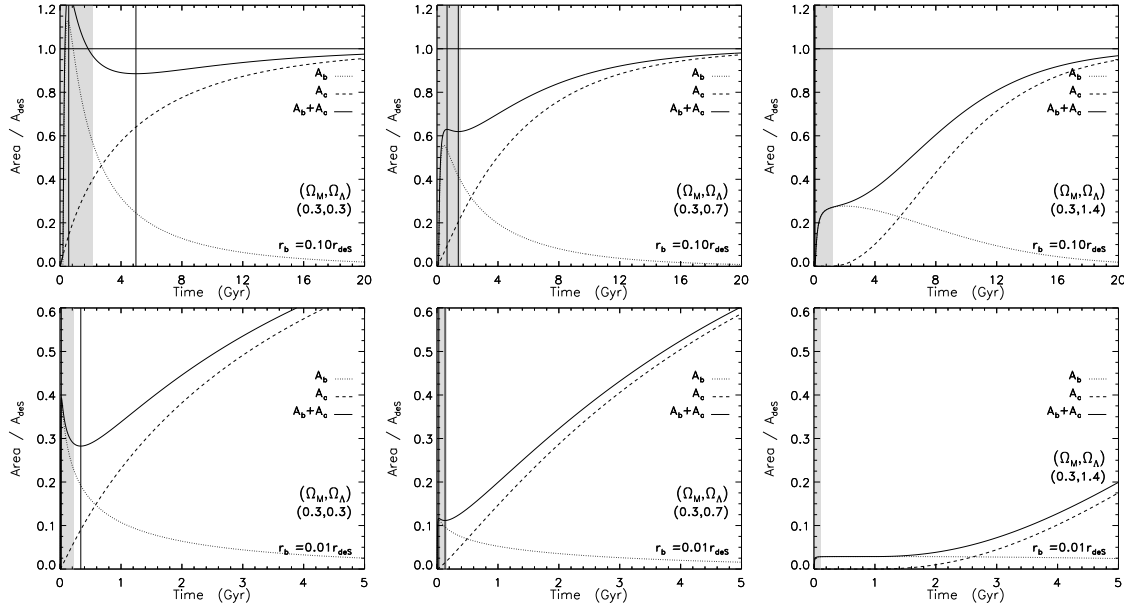 1.2
1.0
0.8
0.6
0.4
0.2
0.0
Area / A_deS
A_b
A_c
A_b+A_c
(Ω_M,Ω_Λ)
(0.3,0.3)
r_b =0.10r_deS
0 4 8 12 16 20
Time (Gyr)
1.2
1.0
0.8
0.6
0.4
0.2
0.0
Area / A_deS
A_b
A_c
A_b+A_c
(Ω_M,Ω_Λ)
(0.3,0.7)
r_b =0.10r_deS
0 4 8 12 16 20
Time (Gyr)
1.2
1.0
0.8
0.6
0.4
0.2
0.0
Area / A_deS
A_b
A_c
A_b+A_c
(Ω_M,Ω_Λ)
(0.3,1.4)
r_b =0.10r_deS
0 4 8 12 16 20
Time (Gyr)
0.6
0.5
0.4
0.3
0.2
0.1
0.0
Area / A_deS
A_b
A_c
A_b+A_c
(Ω_M,Ω_Λ)
(0.3,0.3)
r_b =0.01r_deS
0 1 2 3 4 5
Time (Gyr)
0.6
0.5
0.4
0.3
0.2
0.1
0.0
Area / A_deS
A_b
A_c
A_b+A_c
(Ω_M,Ω_Λ)
(0.3,0.7)
r_b =0.01r_deS
0 1 2 3 4 5
Time (Gyr)
0.6
0.5
0.4
0.3
0.2
0.1
0.0
Area / A_deS
A_b
A_c
A_b+A_c
(Ω_M,Ω_Λ)
(0.3,1.4)
r_b =0.01r_deS
0 1 2 3 4 5
Time (Gyr)